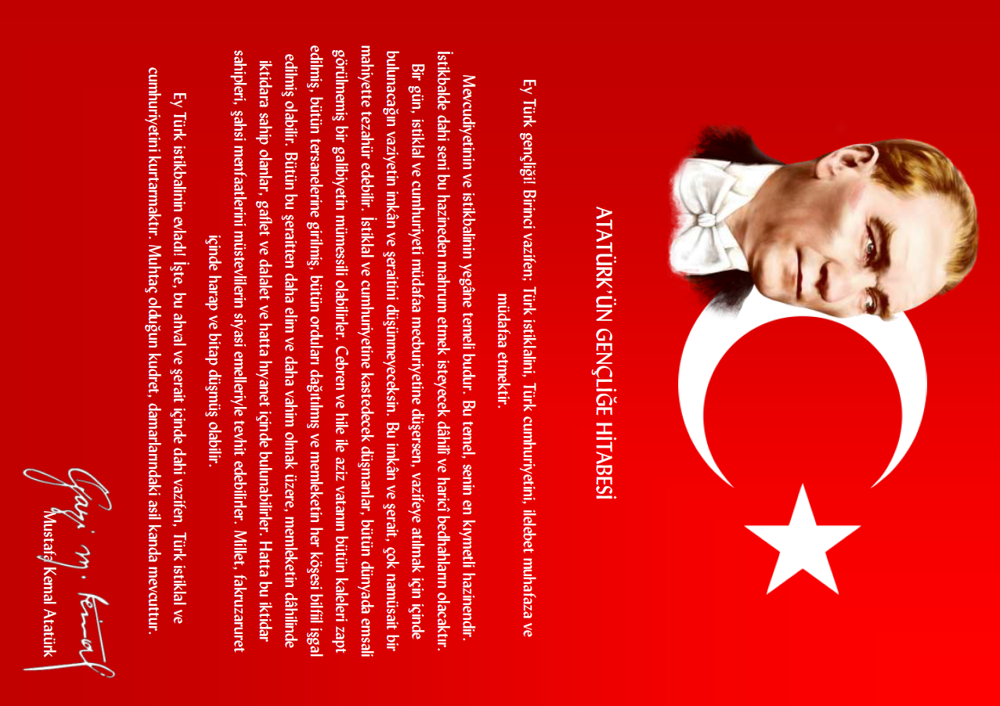 ATATÜRK'ÜN GENÇLİĞE HİTABESİ
Ey Türk gençliği! Birinci vazifen; Türk istiklalini, Türk cumhuriyetini, ilelebet muhafaza ve
müdafaa etmektir.
Mevcudiyetinin ve istikbalinin yegâne temeli budur. Bu temel, senin en kıymetli hazinendir.
İstikbalde dahi seni bu hazineden mahrum etmek isteyecek dâhilî ve haricî bedhahların olacaktır.
Bir gün, istiklal ve cumhuriyeti müdafaa mecburiyetine düşersen, vazifeye atılmak için içinde
bulunacağın vaziyetin imkân ve şeraitini düşünmeyeceksin. Bu imkân ve şerait, çok namüsait bir
mahiyette tezahür edebilir. İstiklal ve cumhuriyetine kastedecek düşmanlar, bütün dünyada emsali
görülmemiş bir galibiyetin mümessili olabilirler. Cebren ve hile ile aziz vatanın bütün kaleleri zapt
edilmiş, bütün tersanelerine girilmiş, bütün orduları dağıtılmış ve memleketin her köşesi bilfiil işgal
edilmiş olabilir. Bütün bu şeraitten daha elim ve daha vahim olmak üzere, memleketin dâhilinde
iktidara sahip olanlar, gaflet ve dalalet ve hatta hıyanet içinde bulunabilirler. Hatta bu iktidar
sahipleri, şahsi menfaatlerini müstevlilerin siyasi emelleriyle tevhit edebilirler. Millet, fakruzaruret
içinde harap ve bitap düşmüş olabilir.
Ey Türk istikbalinin evladı! İşte, bu ahval ve şerait içinde dahi vazifen, Türk istiklal ve
cumhuriyetini kurtarmaktır. Muhtaç olduğun kudret, damarlarındaki asil kanda mevcuttur.
Gazi M. Kemal
Mustafa Kemal Atatürk